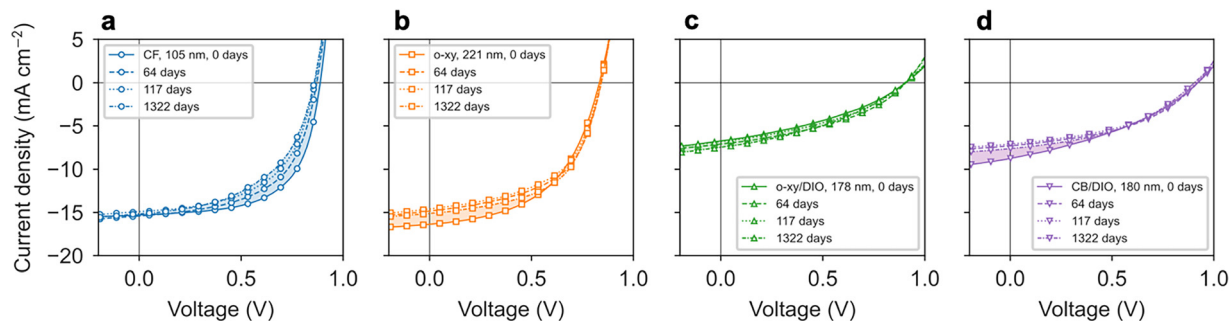 a
b
c
d
Current density (mA cm⁻²)
5
0
−5
−10
−15
−20
CF, 105 nm, 0 days
64 days
117 days
1322 days
o-xy, 221 nm, 0 days
64 days
117 days
1322 days
o-xy/DIO, 178 nm, 0 days
64 days
117 days
1322 days
CB/DIO, 180 nm, 0 days
64 days
117 days
1322 days
0.0 0.5 1.0
0.0 0.5 1.0
0.0 0.5 1.0
0.0 0.5 1.0
Voltage (V)
Voltage (V)
Voltage (V)
Voltage (V)